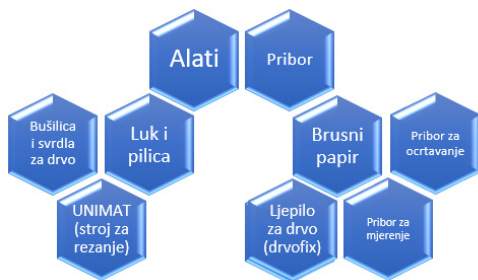 Alati
Pribor
Bušilica
i svrdla
za drvo
Luk i
pilica
Brusni
papir
Pribor za
ocrtavanje
UNIMAT
(stroj za
rezanje)
Ljepilo
za drvo
(drvofix)
Pribor za
mjerenje